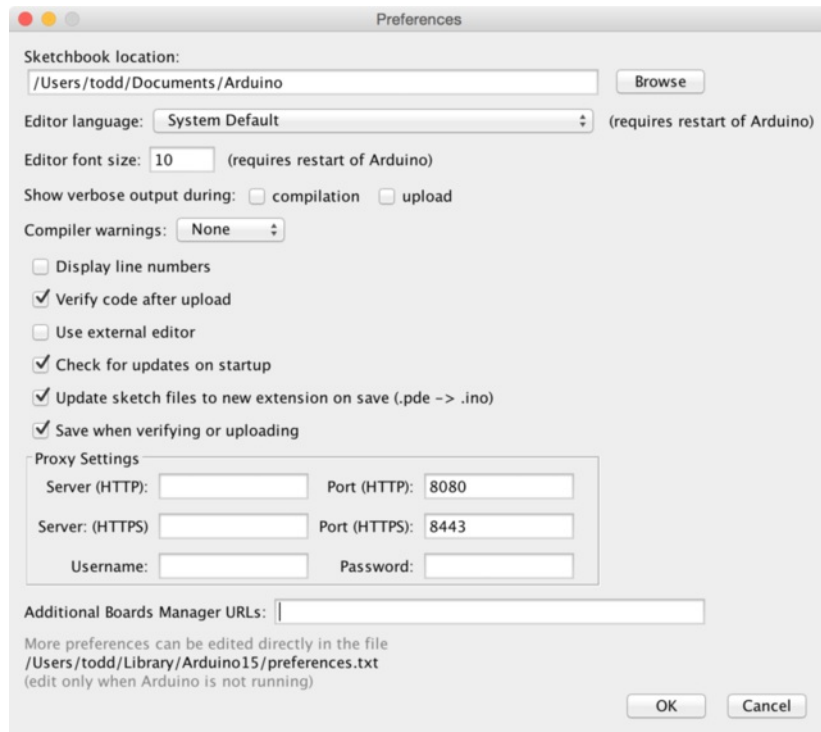 Preferences
Sketchbook location:
/Users/todd/Documents/Arduino Browse
Editor language: System Default (requires restart of Arduino)
Editor font size: 10 (requires restart of Arduino)
Show verbose output during: compilation upload
Compiler warnings: None
Display line numbers
Verify code after upload
Use external editor
Check for updates on startup
Update sketch files to new extension on save (.pde -> .ino)
Save when verifying or uploading
Proxy Settings
Server (HTTP): Port (HTTP): 8080
Server: (HTTPS) Port (HTTPS): 8443
Username: Password:
Additional Boards Manager URLs:
More preferences can be edited directly in the file
/Users/todd/Library/Arduino15/preferences.txt
(edit only when Arduino is not running)
OK Cancel